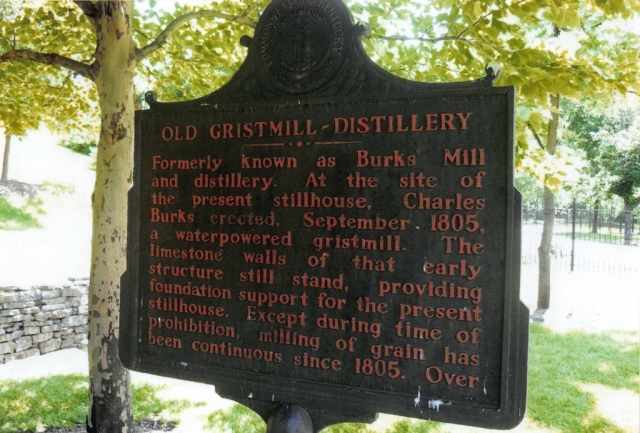 OLD GRISTMILL-DISTILLERY
Formerly known as Burks Mill
and distillery. At the site of
the present stillhouse, Charles
Burks erected, September 1805,
a waterpowered gristmill. The
limestone walls of that early
structure still stand, providing
foundation support for the present
stillhouse. Except during time of
prohibition, milling of grain has
been continuous since 1805. Over